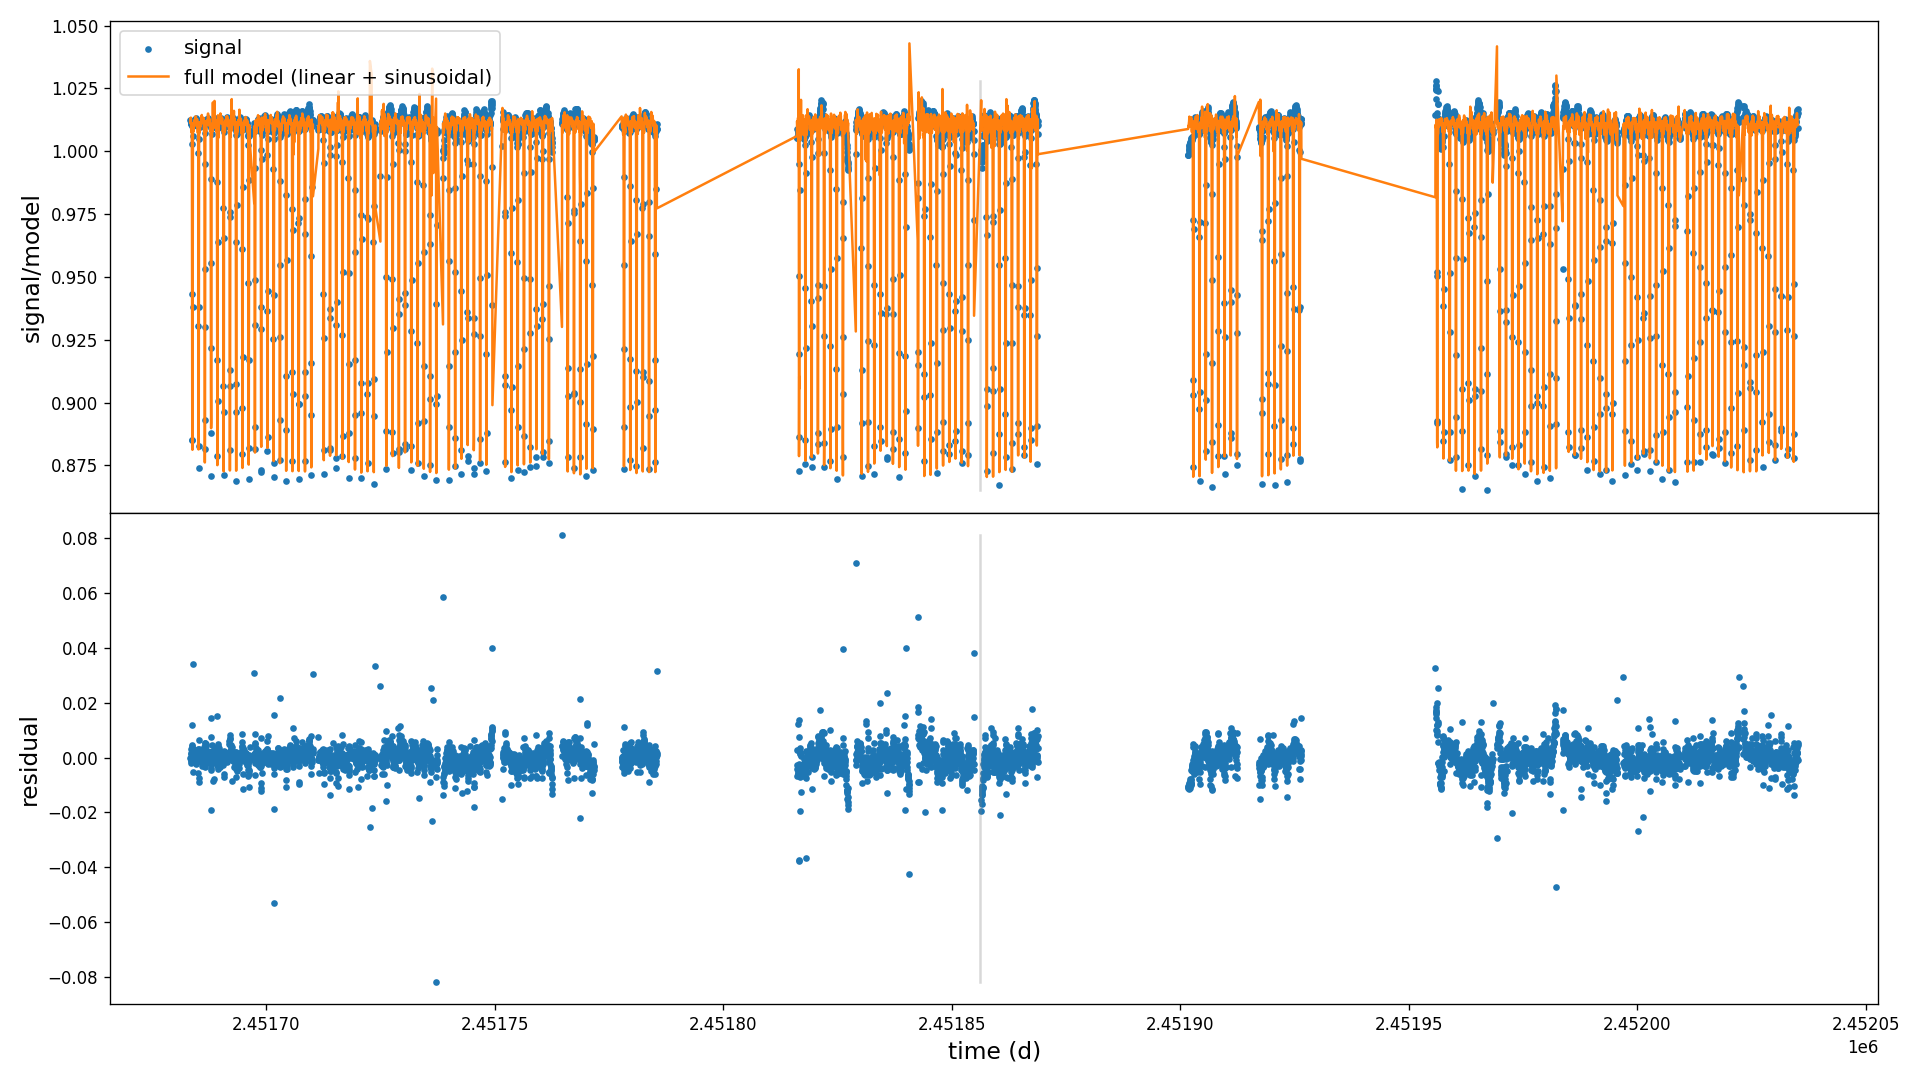 signal
full model (linear + sinusoidal)
1.050
1.025
1.000
0.975
0.950
0.925
0.900
0.875
signal/model
0.08
0.06
0.04
0.02
0.00
−0.02
−0.04
−0.06
−0.08
residual
2.45170 2.45175 2.45180 2.45185 2.45190 2.45195 2.45200 2.45205
time (d)
1e6